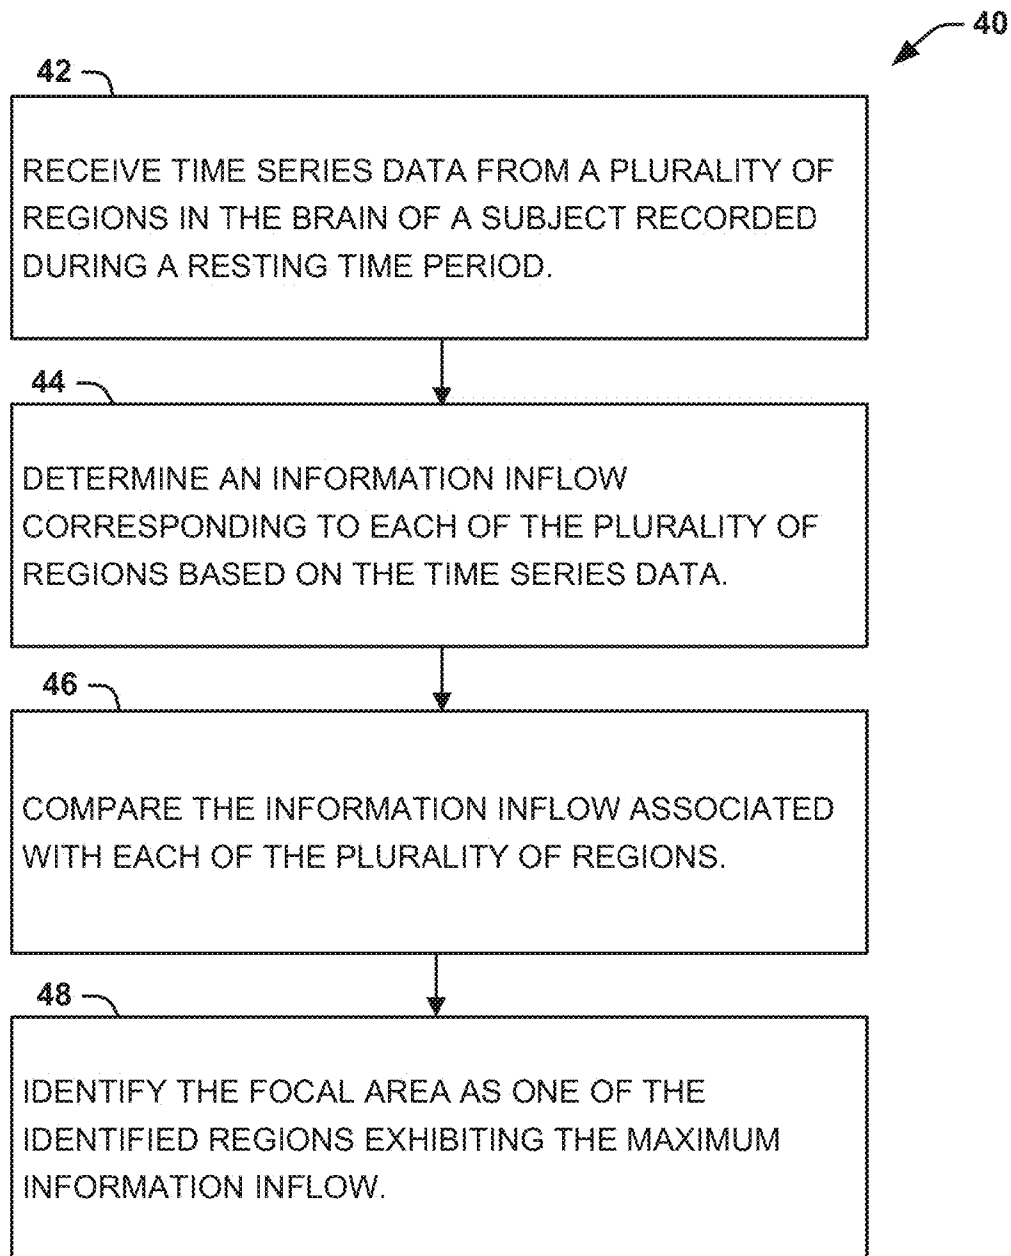 40
42
RECEIVE TIME SERIES DATA FROM A PLURALITY OF
REGIONS IN THE BRAIN OF A SUBJECT RECORDED
DURING A RESTING TIME PERIOD.
44
DETERMINE AN INFORMATION INFLOW
CORRESPONDING TO EACH OF THE PLURALITY OF
REGIONS BASED ON THE TIME SERIES DATA.
46
COMPARE THE INFORMATION INFLOW ASSOCIATED
WITH EACH OF THE PLURALITY OF REGIONS.
48
IDENTIFY THE FOCAL AREA AS ONE OF THE
IDENTIFIED REGIONS EXHIBITING THE MAXIMUM
INFORMATION INFLOW.